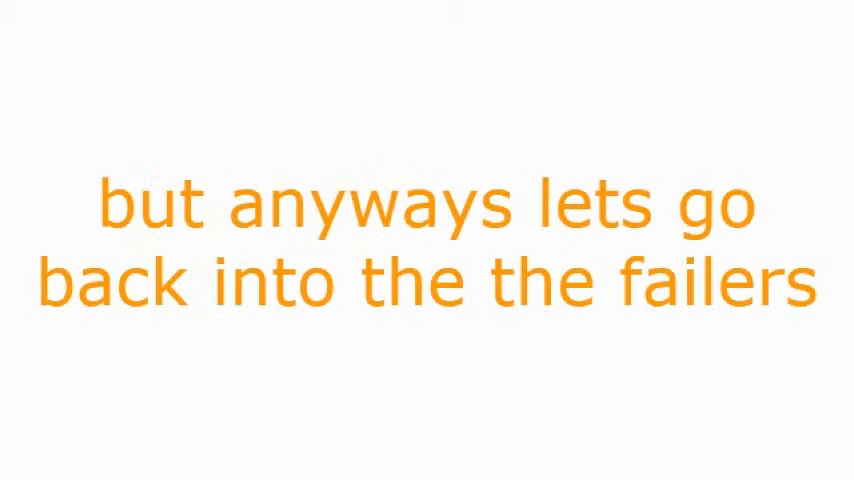 but anyways lets go
back into the the failers